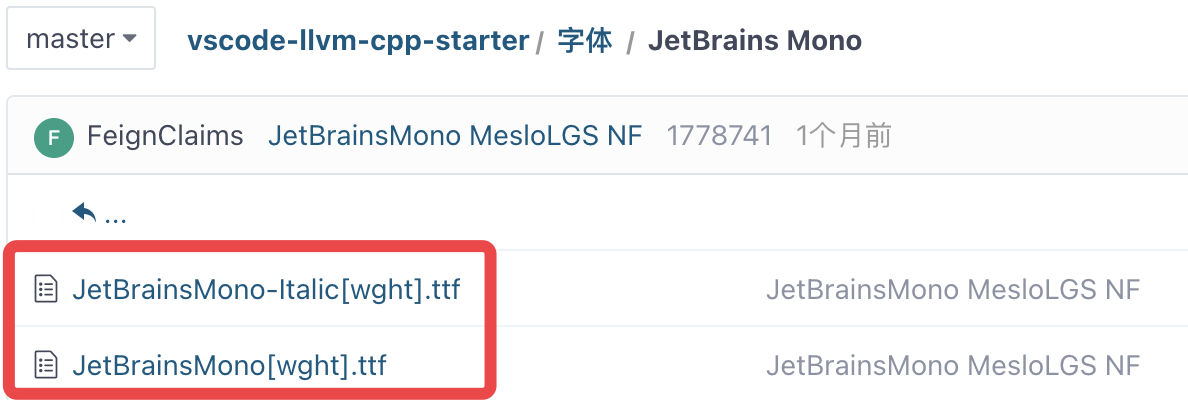 master vscode-llvm-cpp-starter / 字体 / JetBrains Mono
F FeignClaims JetBrainsMono MesloLGS NF 1778741 1个月前
...
JetBrainsMono-Italic[wght].ttf JetBrainsMono MesloLGS NF
JetBrainsMono[wght].ttf JetBrainsMono MesloLGS NF